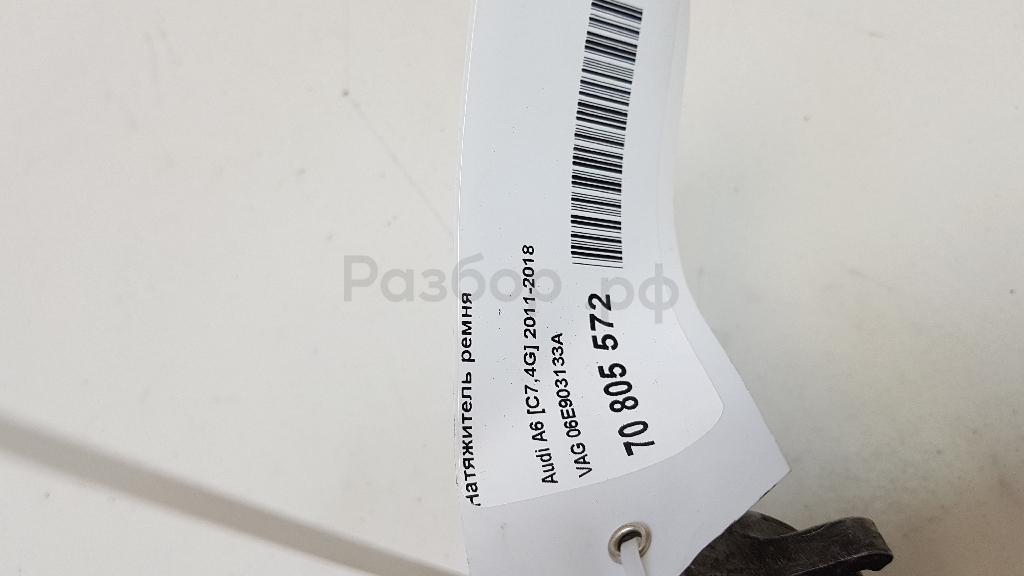 Натяжитель ремня
Audi A6 [C7,4G] 2011-2018
VAG 06E903133A
70 805 572
Разбор.рф